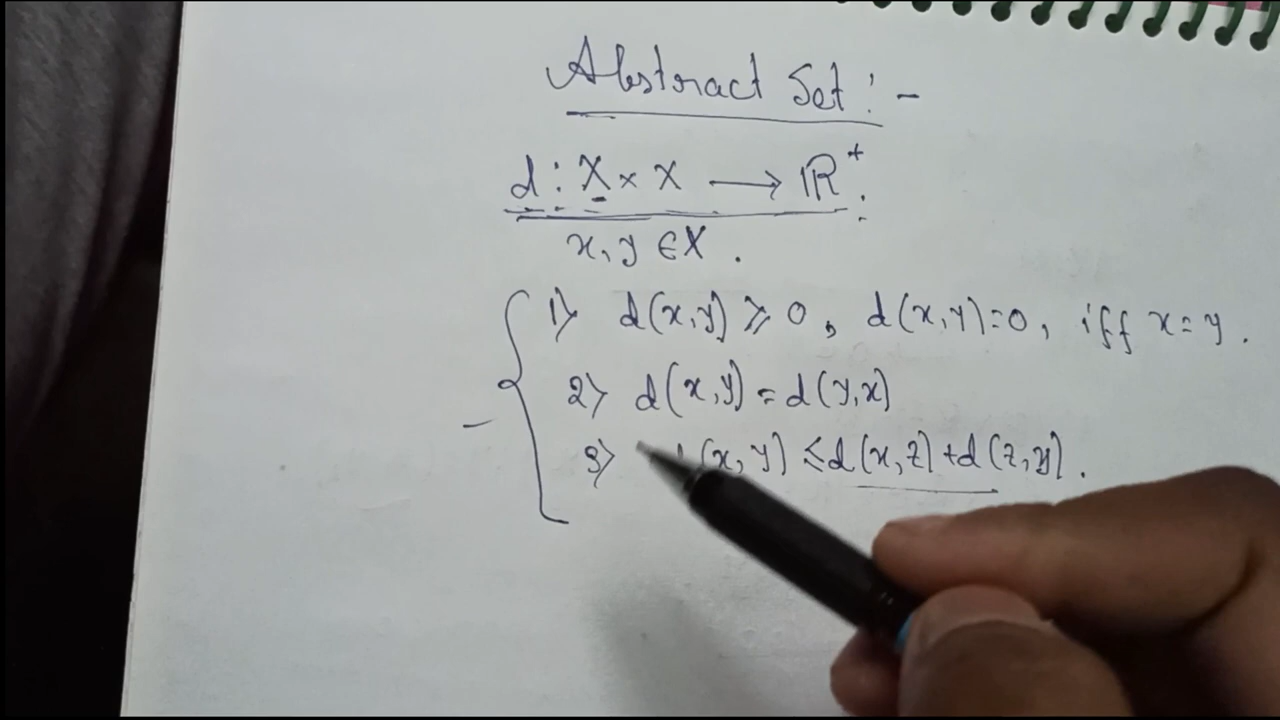 Abstract Set :-
d : X × X ⟶ ℝ⁺ :
x, y ∈ X .
1) d(x,y) ⩾ 0, d(x,y)=0, iff x=y.
2) d(x,y) = d(y,x)
3) (x,y) ≤ d(x,z) + d(z,y).